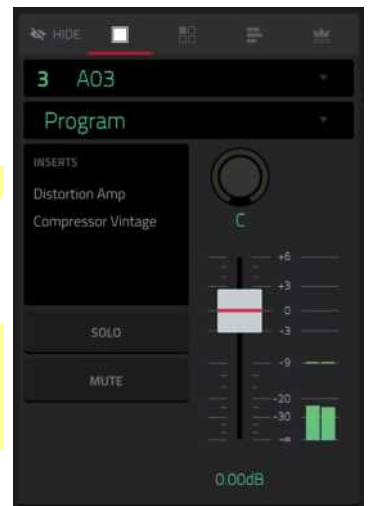 HIDE
3 A03
Program
INSERTS
Distortion Amp
Compressor Vintage
C
+6
+3
0
-3
-9
-20
-30
-∞
SOLO
MUTE
0.00dB